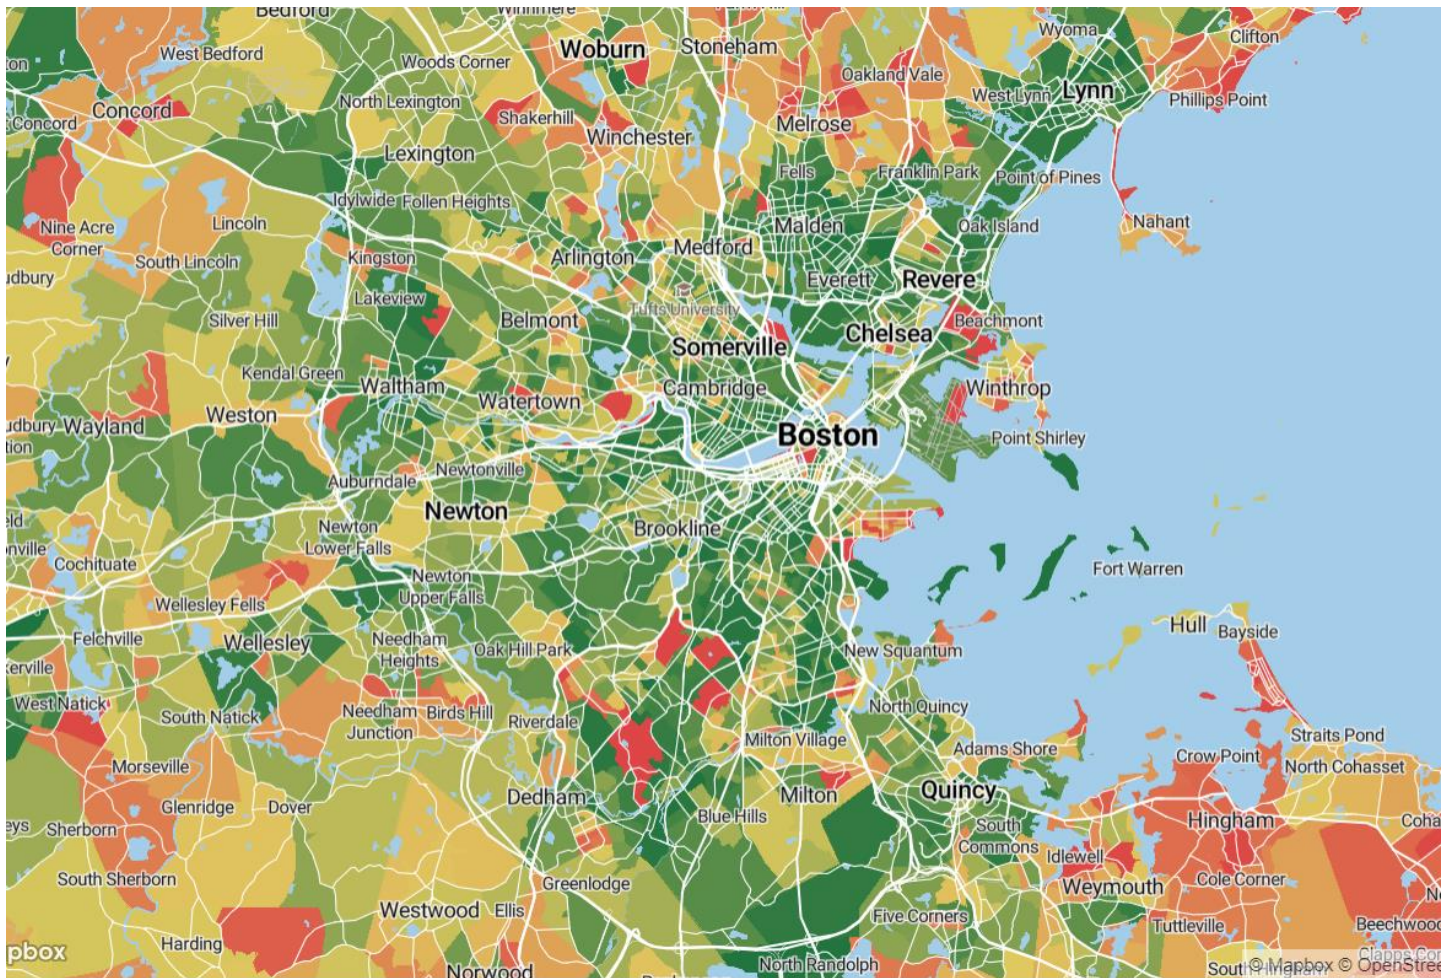 Bedford
Winnmere
Wyoma
Clifton
West Bedford
Woburn
Stoneham
Woods Corner
Oakland Vale
Concord
North Lexington
West Lynn
Lynn
Phillips Point
Concord
Shakerhill
Winchester
Melrose
Lexington
Fells
Franklin Park
Point of Pines
Idylwide
Follen Heights
Nine Acre
Corner
Lincoln
Malden
Oak Island
Nahant
South Lincoln
Kingston
Arlington
Medford
Everett
Revere
Lakeview
Tufts University
Silver Hill
Belmont
Somerville
Chelsea
Beachmont
Kendal Green
Waltham
Cambridge
Winthrop
Weston
Watertown
Wayland
Boston
Point Shirley
Auburndale
Newtonville
Newton
Brookline
Newton
Lower Falls
Cochituate
Newton
Upper Falls
Fort Warren
Wellesley Fells
Felchville
Wellesley
Needham
Heights
Oak Hill Park
New Squantum
Hull
Bayside
West Natick
South Natick
Needham
Junction
Birds Hill
Riverdale
North Quincy
Milton Village
Adams Shore
Straits Pond
Morseville
Crow Point
North Cohasset
Glenridge
Dover
Dedham
Milton
Quincy
Sherborn
Blue Hills
South
Commons
Hingham
Idlewell
South Sherborn
Greenlodge
Weymouth
Cole Corner
Westwood
Ellis
Five Corners
Tuttleville
Beechwood
Harding
pbox
Norwood
North Randolph
© Mapbox © OpenStree